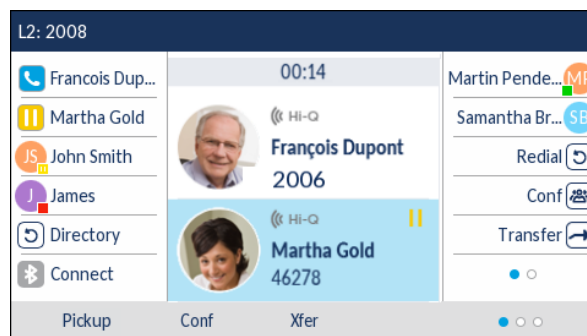 L2: 2008
Francois Dup...
Martha Gold
JS John Smith
J James
Directory
Connect
00:14
Hi-Q
François Dupont
2006
Hi-Q
Martha Gold
46278
Martin Pende... MP
Samantha Br... SB
Redial
Conf
Transfer
Pickup Conf Xfer